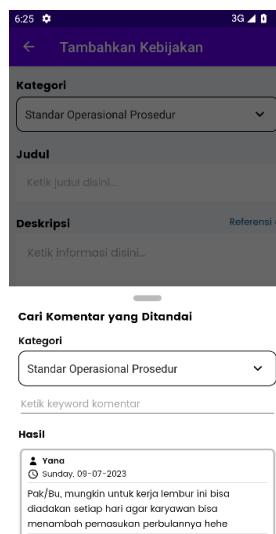 6:25 3G
Tambahkan Kebijakan
Kategori
Standar Operasional Prosedur
Judul
Ketik judul disini...
Deskripsi Referensi
Ketik informasi disini...
Cari Komentar yang Ditandai
Kategori
Standar Operasional Prosedur
Ketik keyword komentar
Hasil
Yana
Sunday, 09-07-2023
Pak/Bu, mungkin untuk kerja lembur ini bisa
diadakan setiap hari agar karyawan bisa
menambah pemasukan perbulannya hehe